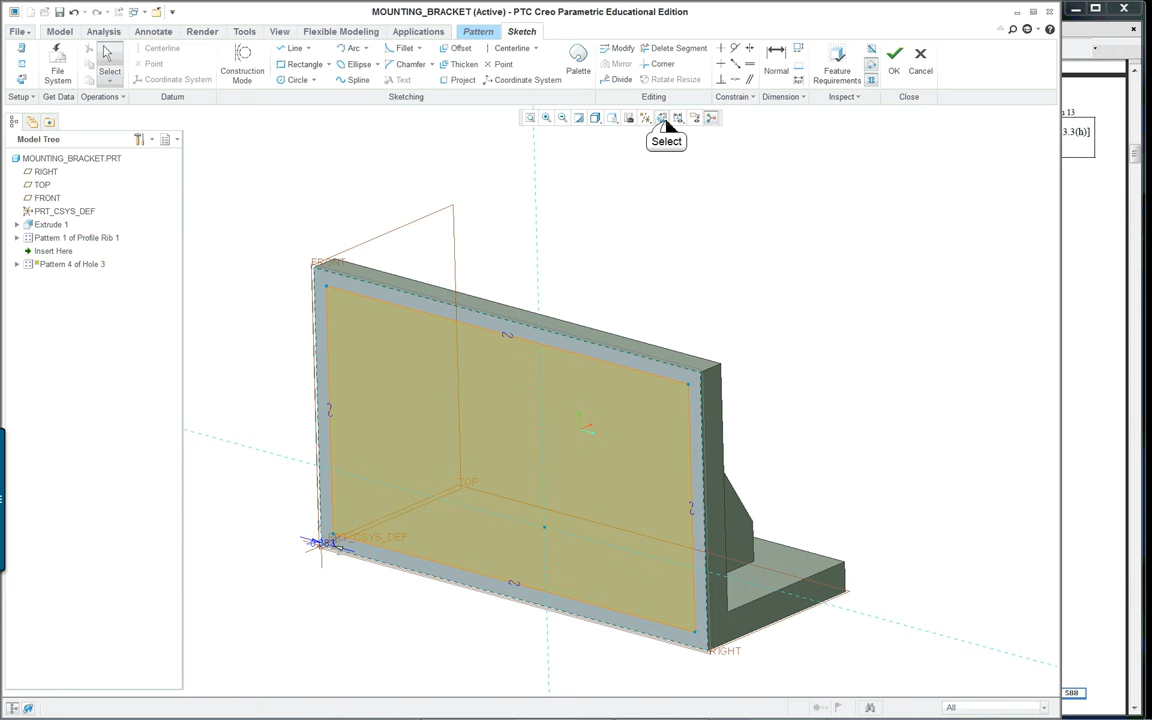 MOUNTING_BRACKET (Active) - PTC Creo Parametric Educational Edition
File Model Analysis Annotate Render Tools View Flexible Modeling Applications Pattern Sketch
Centerline Line Arc Fillet Offset Centerline Modify Delete Segment
Point Rectangle Ellipse Chamfer Thicken Point Mirror Corner
File System Select Coordinate System Construction Mode Circle Spline Text Project Coordinate System Palette Divide Rotate Resize Normal Feature Requirements OK Cancel
Setup Get Data Operations Datum Sketching Editing Constrain Dimension Inspect Close
h 13
3.3(h)]
Select
Model Tree
MOUNTING_BRACKET.PRT
RIGHT
TOP
FRONT
PRT_CSYS_DEF
Extrude 1
Pattern 1 of Profile Rib 1
Insert Here
Pattern 4 of Hole 3
FRONT
TOP
PRT_CSYS_DEF
RIGHT
588
All